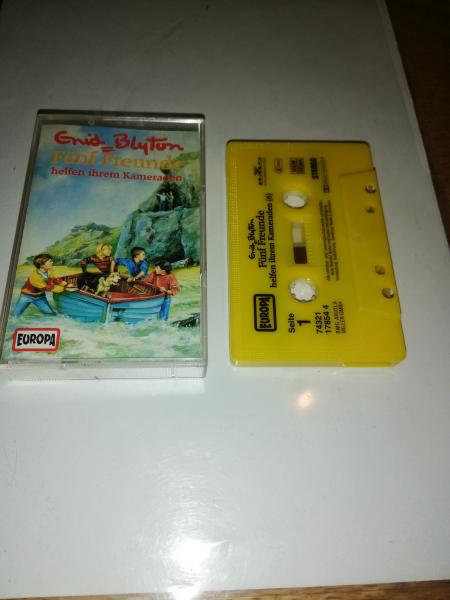 Enid Blyton
Fünf Freunde
helfen ihrem Kameraden
EUROPA
Enid Blyton
Fünf Freunde
helfen ihrem Kameraden (6)
EUROPA
Seite
1
74321
17854 4
STEREO